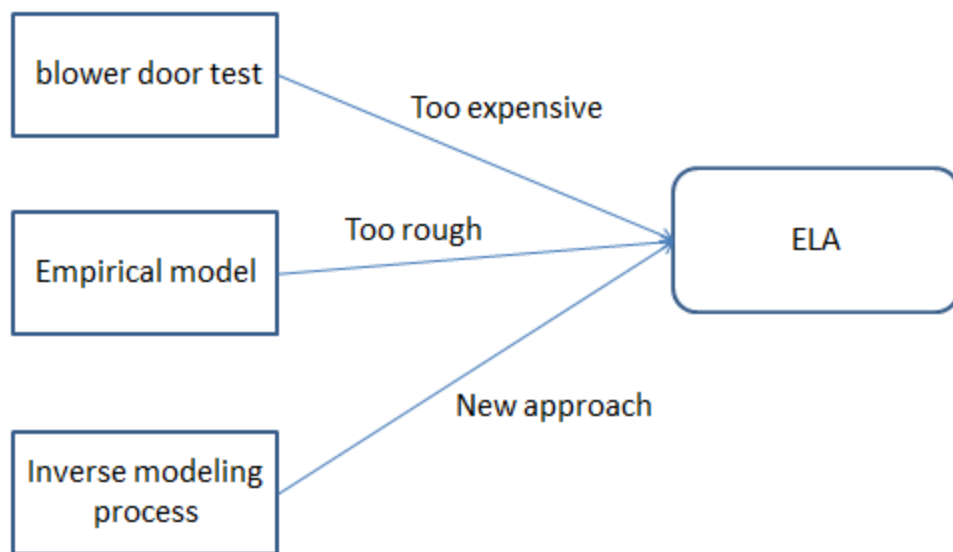 blower door test
Too expensive
Too rough
ELA
Empirical model
New approach
Inverse modeling
process